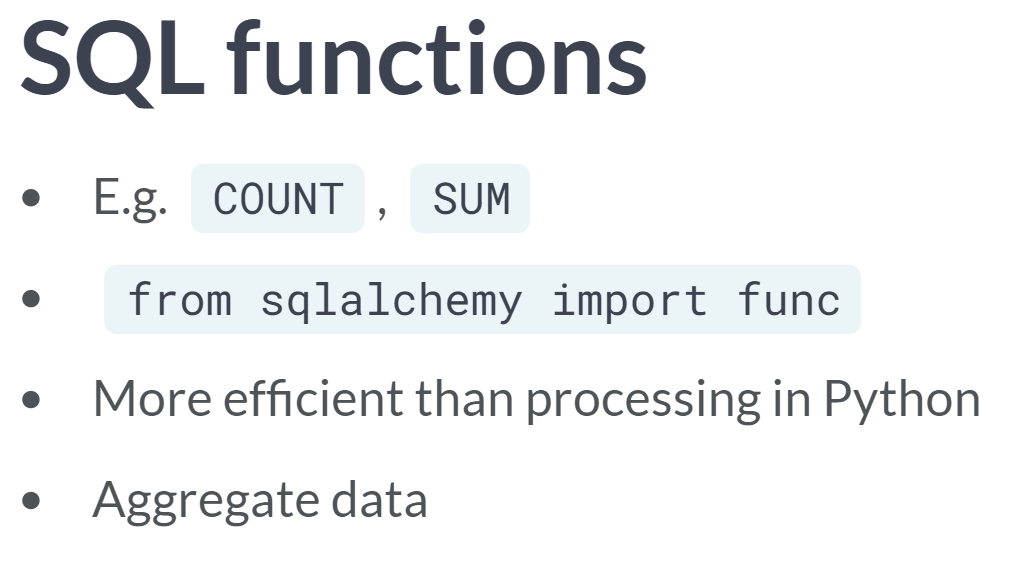 SQL functions
• E.g. COUNT , SUM
• from sqlalchemy import func
• More efficient than processing in Python
• Aggregate data